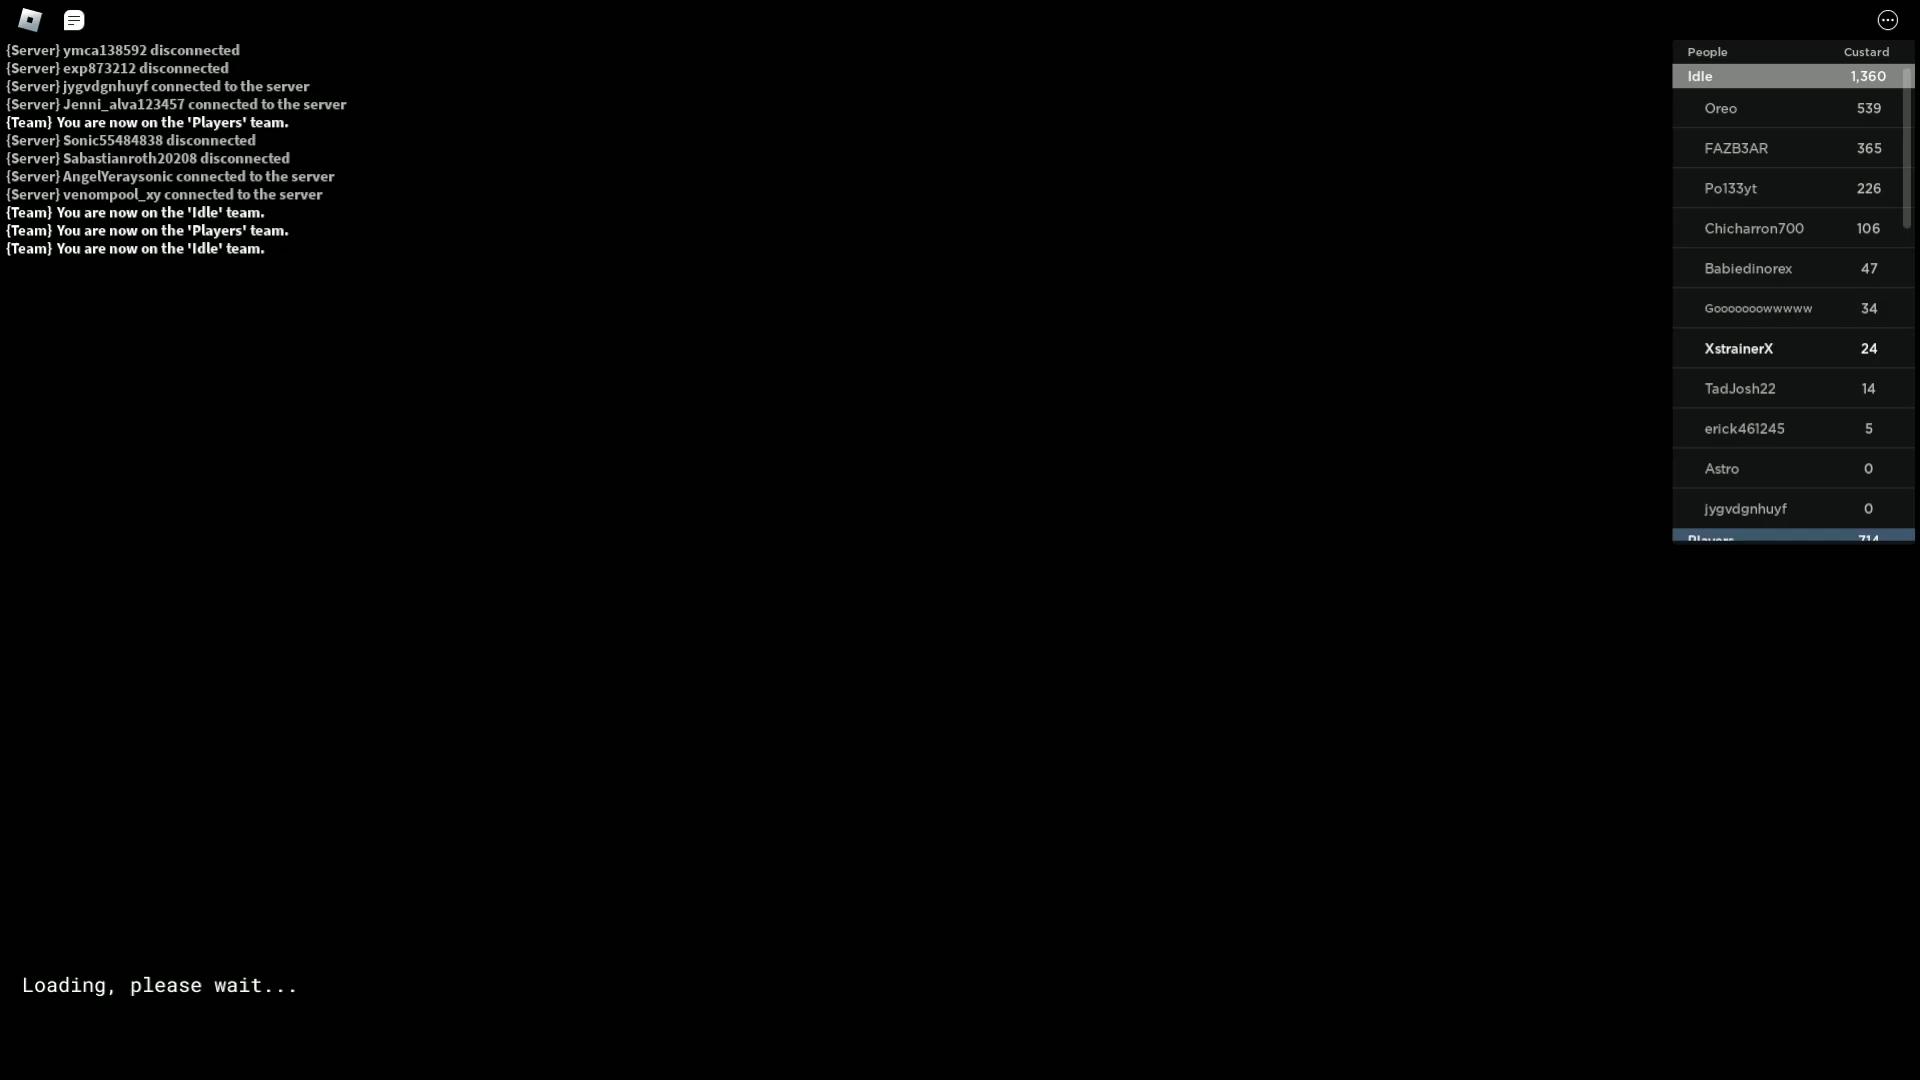 {Server} ymca138592 disconnected
{Server} exp873212 disconnected
{Server} jygvdgnhuyf connected to the server
{Server} Jenni_alva123457 connected to the server
{Team} You are now on the 'Players' team.
{Server} Sonic55484838 disconnected
{Server} Sabastianroth20208 disconnected
{Server} AngelYeraysonic connected to the server
{Server} venompool_xy connected to the server
{Team} You are now on the 'Idle' team.
{Team} You are now on the 'Players' team.
{Team} You are now on the 'Idle' team.
People Custard
Idle 1,360
Oreo 539
FAZB3AR 365
Po133yt 226
Chicharron700 106
Babiedinorex 47
Gooooooowwwww 34
XstrainerX 24
TadJosh22 14
erick461245 5
Astro 0
jygvdgnhuyf 0
Players 714
Loading, please wait...